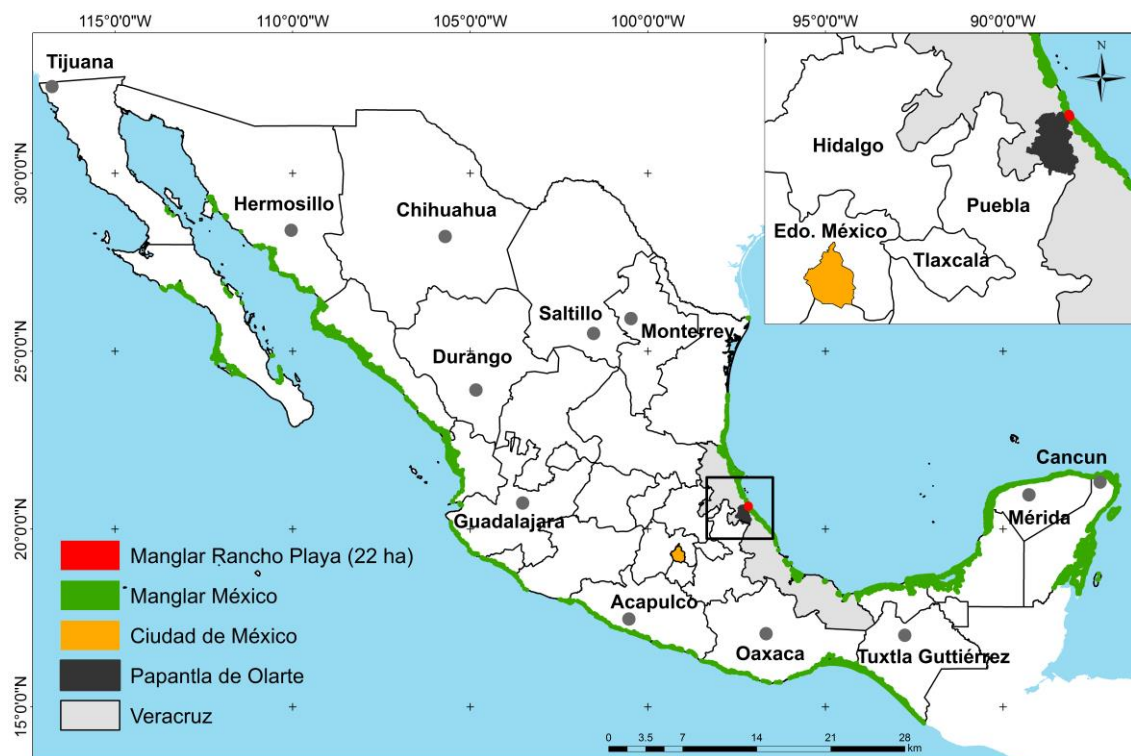 115°0'0"W 110°0'0"W 105°0'0"W 100°0'0"W 95°0'0"W 90°0'0"W
Tijuana
N
30°0'0"N
Hidalgo
Hermosillo
Chihuahua
Puebla
Edo. México
Tlaxcala
25°0'0"N
Saltillo
Monterrey
Durango
Cancun
Mérida
20°0'0"N
Guadalajara
Manglar Rancho Playa (22 ha)
Manglar México
Acapulco
Ciudad de México
Oaxaca
Tuxtla Guttiérrez
Papantla de Olarte
15°0'0"N
Veracruz
0 3.5 7 14 21 28
km